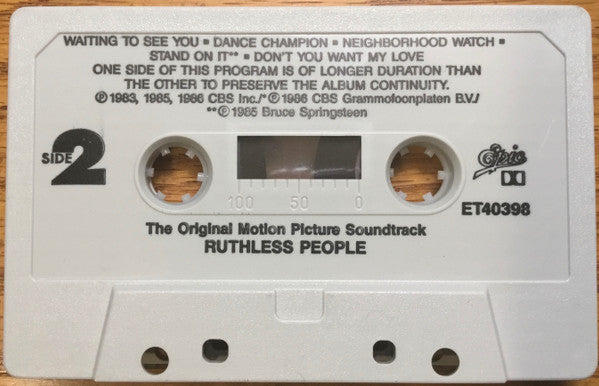 WAITING TO SEE YOU ▪ DANCE CHAMPION ▪ NEIGHBORHOOD WATCH ▪
STAND ON IT** ▪ DON'T YOU WANT MY LOVE
ONE SIDE OF THIS PROGRAM IS OF LONGER DURATION THAN
THE OTHER TO PRESERVE THE ALBUM CONTINUITY.
℗ 1983, 1985, 1986 CBS Inc./*℗ 1986 CBS Grammofoonplaten B.V./
**℗ 1985 Bruce Springsteen
SIDE 2
Epic
100 50 0
ET40398
The Original Motion Picture Soundtrack
RUTHLESS PEOPLE